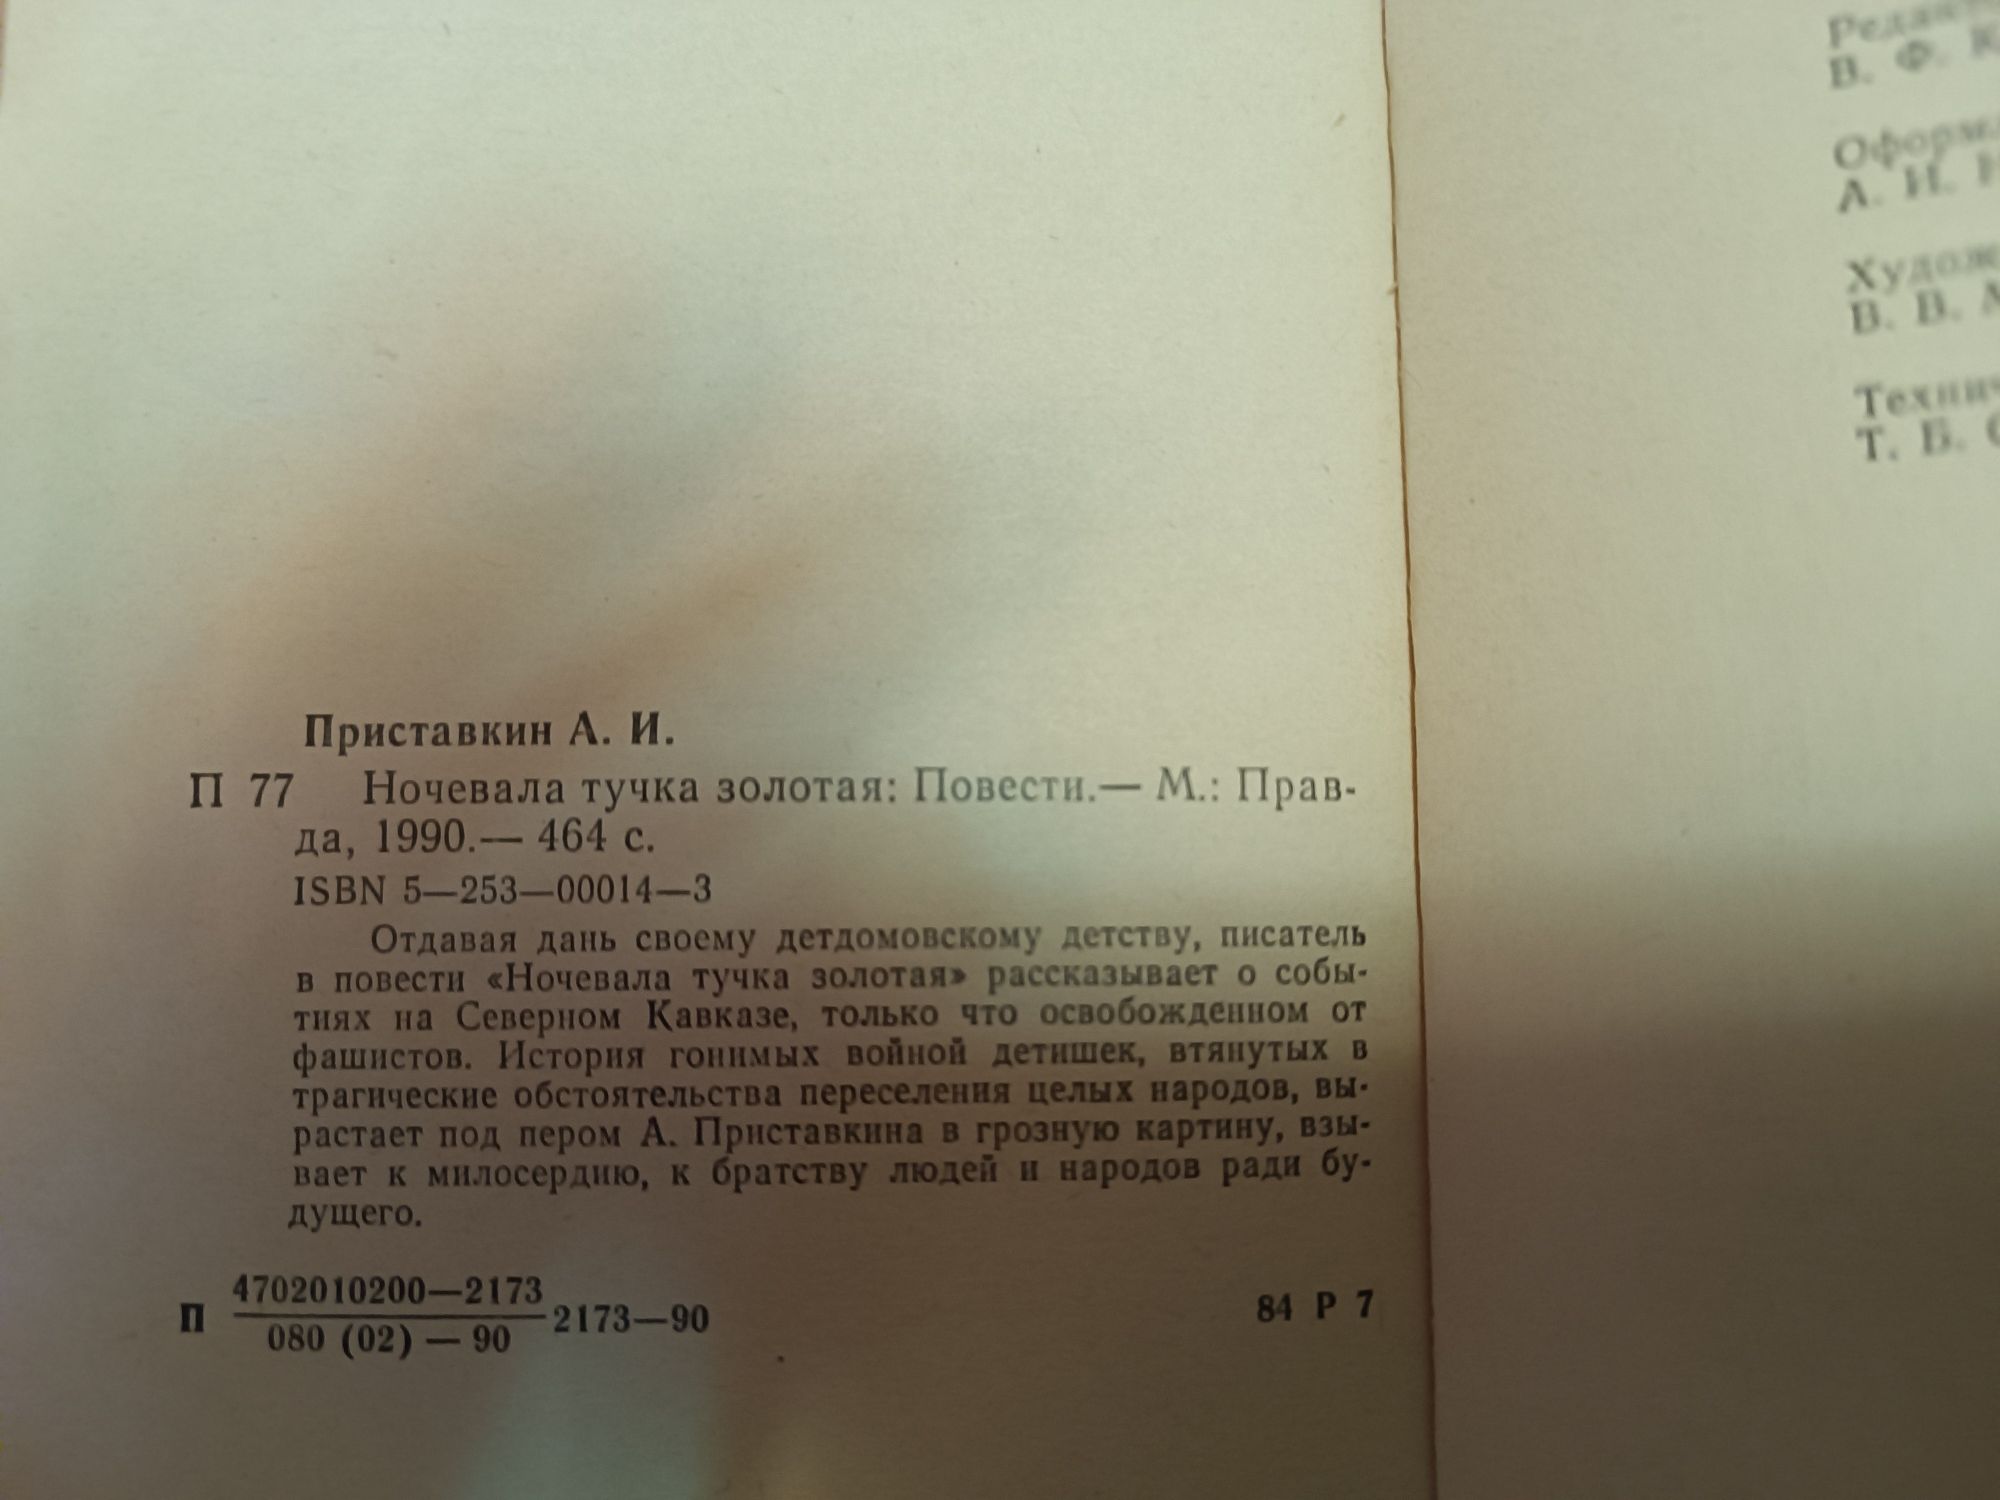 Приставкин А. И.
П 77 Ночевала тучка золотая: Повести.— М.: Прав-
да, 1990.— 464 с.
ISBN 5—253—00014—3
Отдавая дань своему детдомовскому детству, писатель
в повести «Ночевала тучка золотая» рассказывает о собы-
тиях на Северном Кавказе, только что освобожденном от
фашистов. История гонимых войной детишек, втянутых в
трагические обстоятельства переселения целых народов, вы-
растает под пером А. Приставкина в грозную картину, взы-
вает к милосердию, к братству людей и народов ради бу-
дущего.
4702010200—2173
П 2173—90
080 (02) — 90
84 Р 7
В. Ф.
А. И.
В. В.
Т. Б.